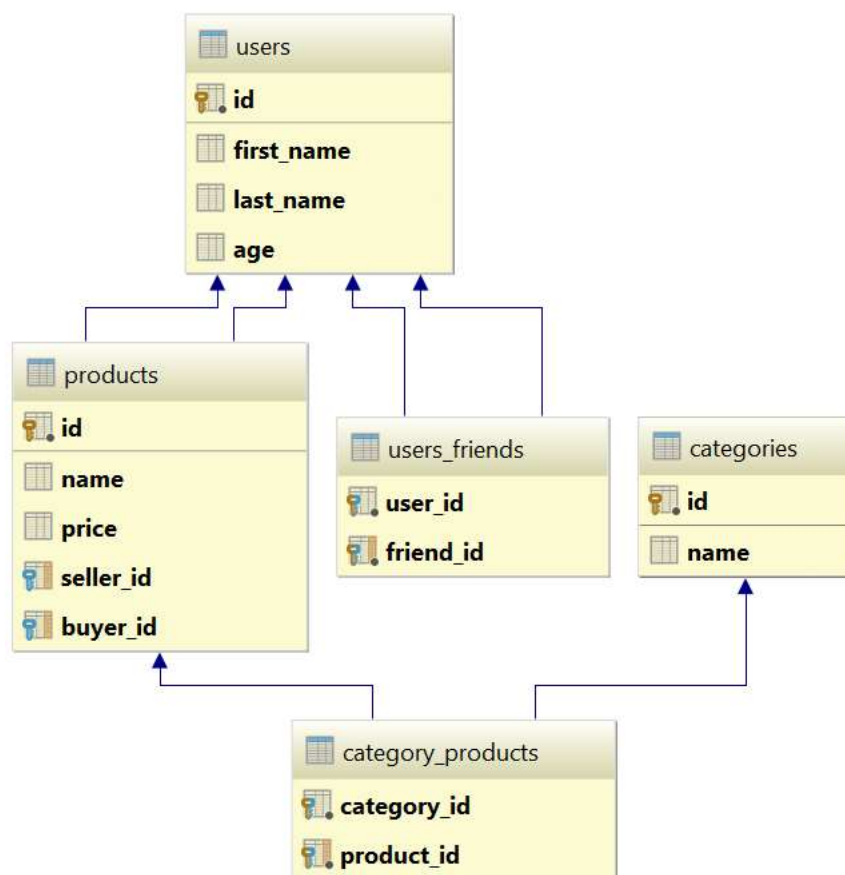 users
id
first_name
last_name
age
products
id
name
price
seller_id
buyer_id
users_friends
user_id
friend_id
categories
id
name
category_products
category_id
product_id